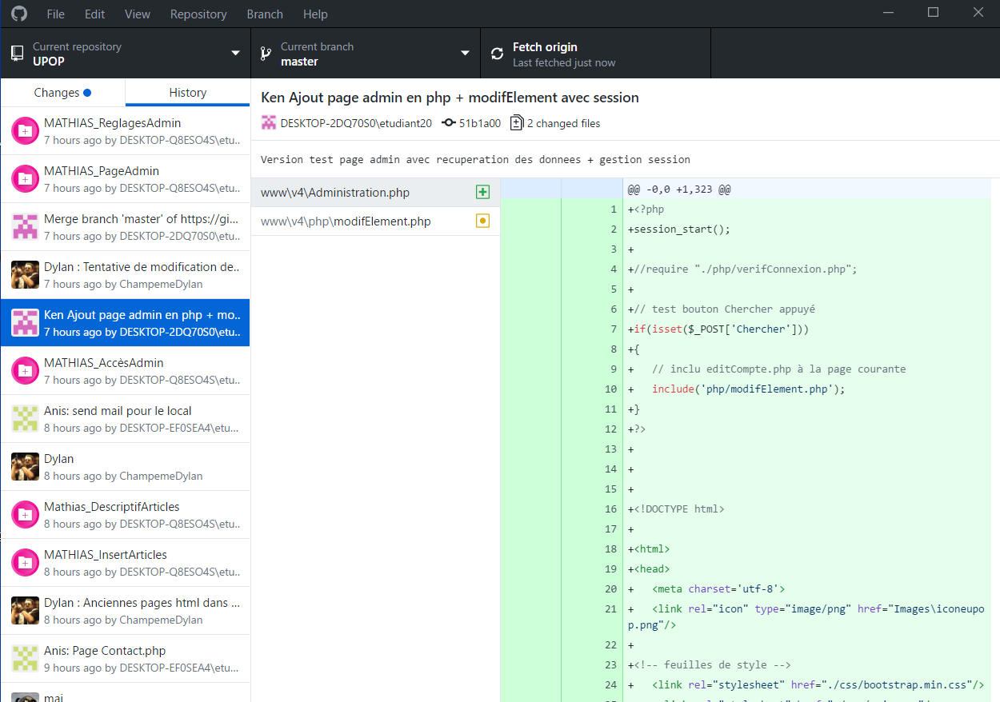 File Edit View Repository Branch Help
Current repository
UPOP
Current branch
master
Fetch origin
Last fetched just now
Changes
History
MATHIAS_ReglagesAdmin
7 hours ago by DESKTOP-Q8ESO4S\etu..
MATHIAS_PageAdmin
7 hours ago by DESKTOP-Q8ESO4S\etu..
Merge branch 'master' of https://gi...
7 hours ago by DESKTOP-2DQ70S0\etu..
Dylan : Tentative de modification de..
7 hours ago by ChampemeDylan
Ken Ajout page admin en php + mo..
7 hours ago by DESKTOP-2DQ70S0\etu..
MATHIAS_AccèsAdmin
7 hours ago by DESKTOP-Q8ESO4S\etu..
Anis: send mail pour le local
8 hours ago by DESKTOP-EF0SEA4\etu...
Dylan
8 hours ago by ChampemeDylan
Mathias_DescriptifArticles
8 hours ago by DESKTOP-Q8ESO4S\etu..
MATHIAS_InsertArticles
8 hours ago by DESKTOP-Q8ESO4S\etu..
Dylan : Anciennes pages html dans ...
8 hours ago by ChampemeDylan
Anis: Page Contact.php
9 hours ago by DESKTOP-EF0SEA4\etu...
maj
Ken Ajout page admin en php + modifElement avec session
DESKTOP-2DQ70S0\etudiant20 51b1a00 2 changed files
Version test page admin avec recuperation des donnees + gestion session
www\v4\Administration.php
www\v4\php\modifElement.php
@@ -0,0 +1,323 @@
1 +<?php
2 +session_start();
3 +
4 +//require "./php/verifConnexion.php";
5 +
6 +// test bouton Chercher appuyé
7 +if(isset($_POST['Chercher']))
8 +{
9 +   // inclu editCompte.php à la page courante
10 +   include('php/modifElement.php');
11 +}
12 +?>
13 +
14 +
15 +
16 +<!DOCTYPE html>
17 +
18 +<html>
19 +<head>
20 +   <meta charset='utf-8'>
21 +   <link rel="icon" type="image/png" href="Images\iconeupo
p.png"/>
22 +
23 +<!-- feuilles de style -->
24 +   <link rel="stylesheet" href="./css/bootstrap.min.css"/>